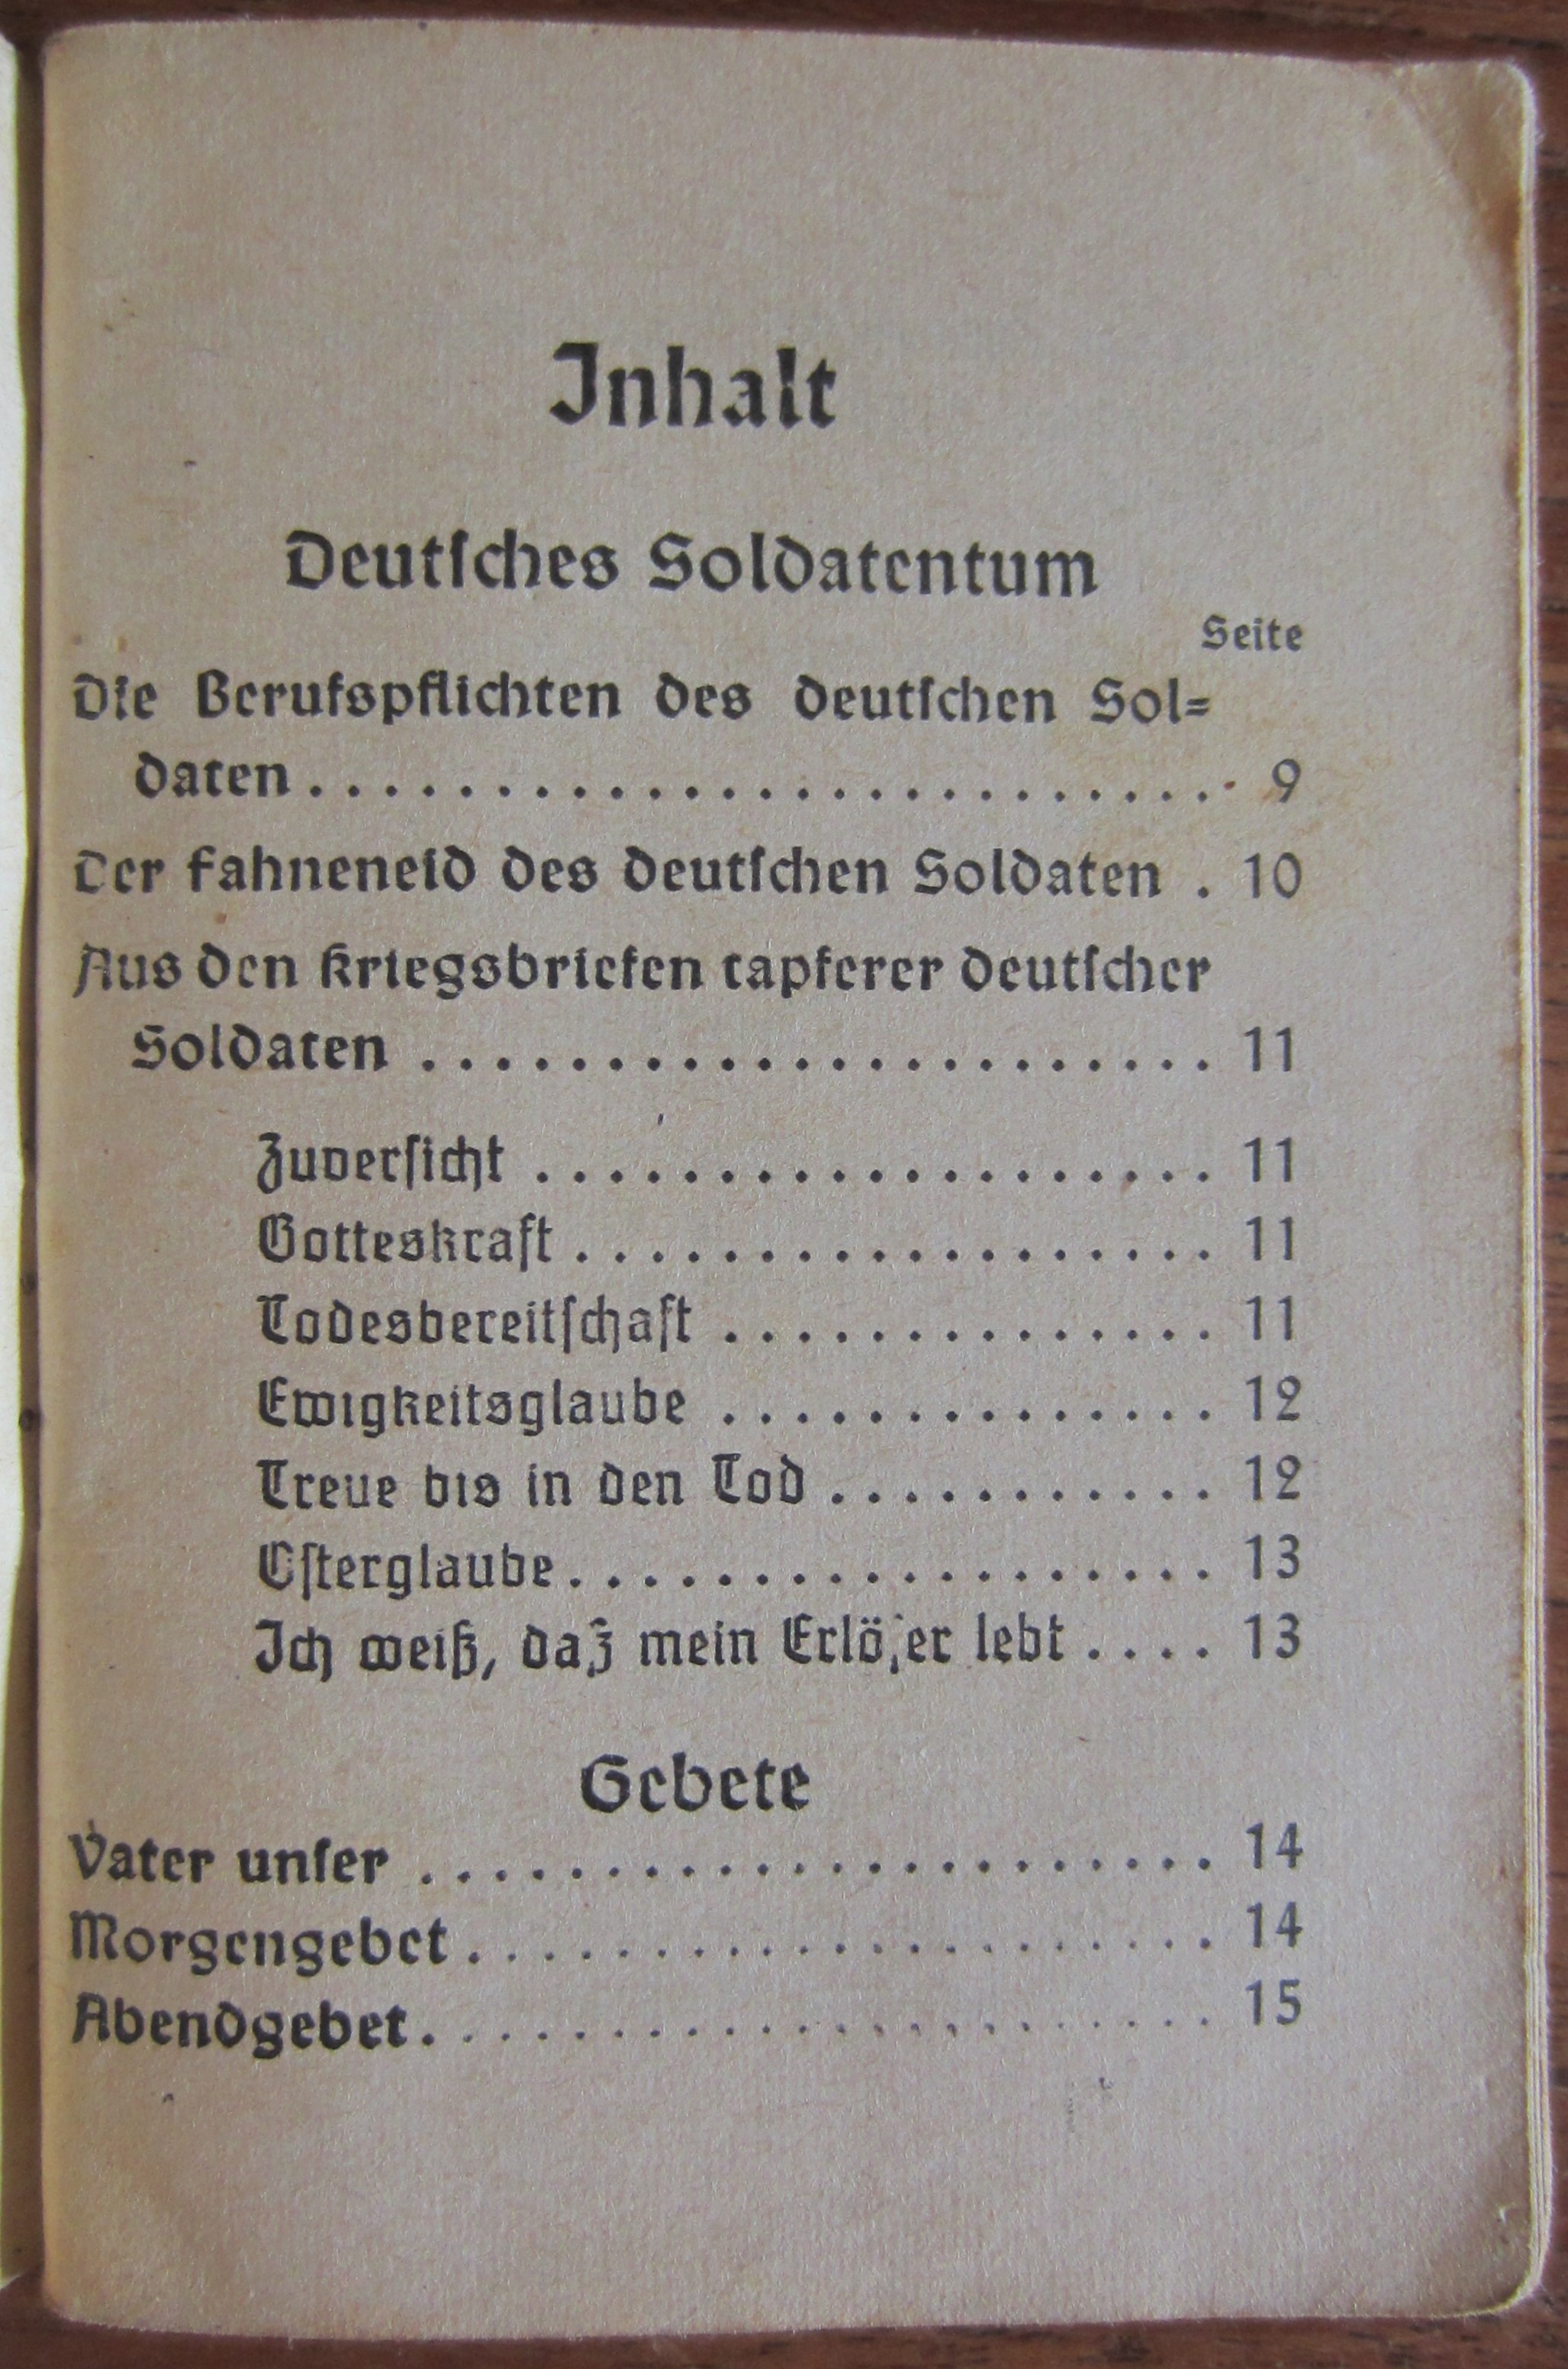 Inhalt
Deutsches Soldatentum
Seite
Die Berufspflichten des deutschen Sol=
daten . . . . . . . . . . . . . . . . . . . . . . . . 9
Der Fahneneid des deutschen Soldaten . 10
Aus den Kriegsbriefen tapferer deutscher
Soldaten . . . . . . . . . . . . . . . . . . . . . 11
Zuversicht . . . . . . . . . . . . . . . . . . 11
Gotteskraft . . . . . . . . . . . . . . . . . 11
Todesbereitschaft . . . . . . . . . . . . . 11
Ewigkeitsglaube . . . . . . . . . . . . . 12
Treue bis in den Tod . . . . . . . . . . . 12
Osterglaube . . . . . . . . . . . . . . . . . 13
Ich weiß, daß mein Erlöser lebt . . . . 13
Gebete
Vater unser . . . . . . . . . . . . . . . . . . . . . 14
Morgengebet . . . . . . . . . . . . . . . . . . . . 14
Abendgebet . . . . . . . . . . . . . . . . . . . . . 15